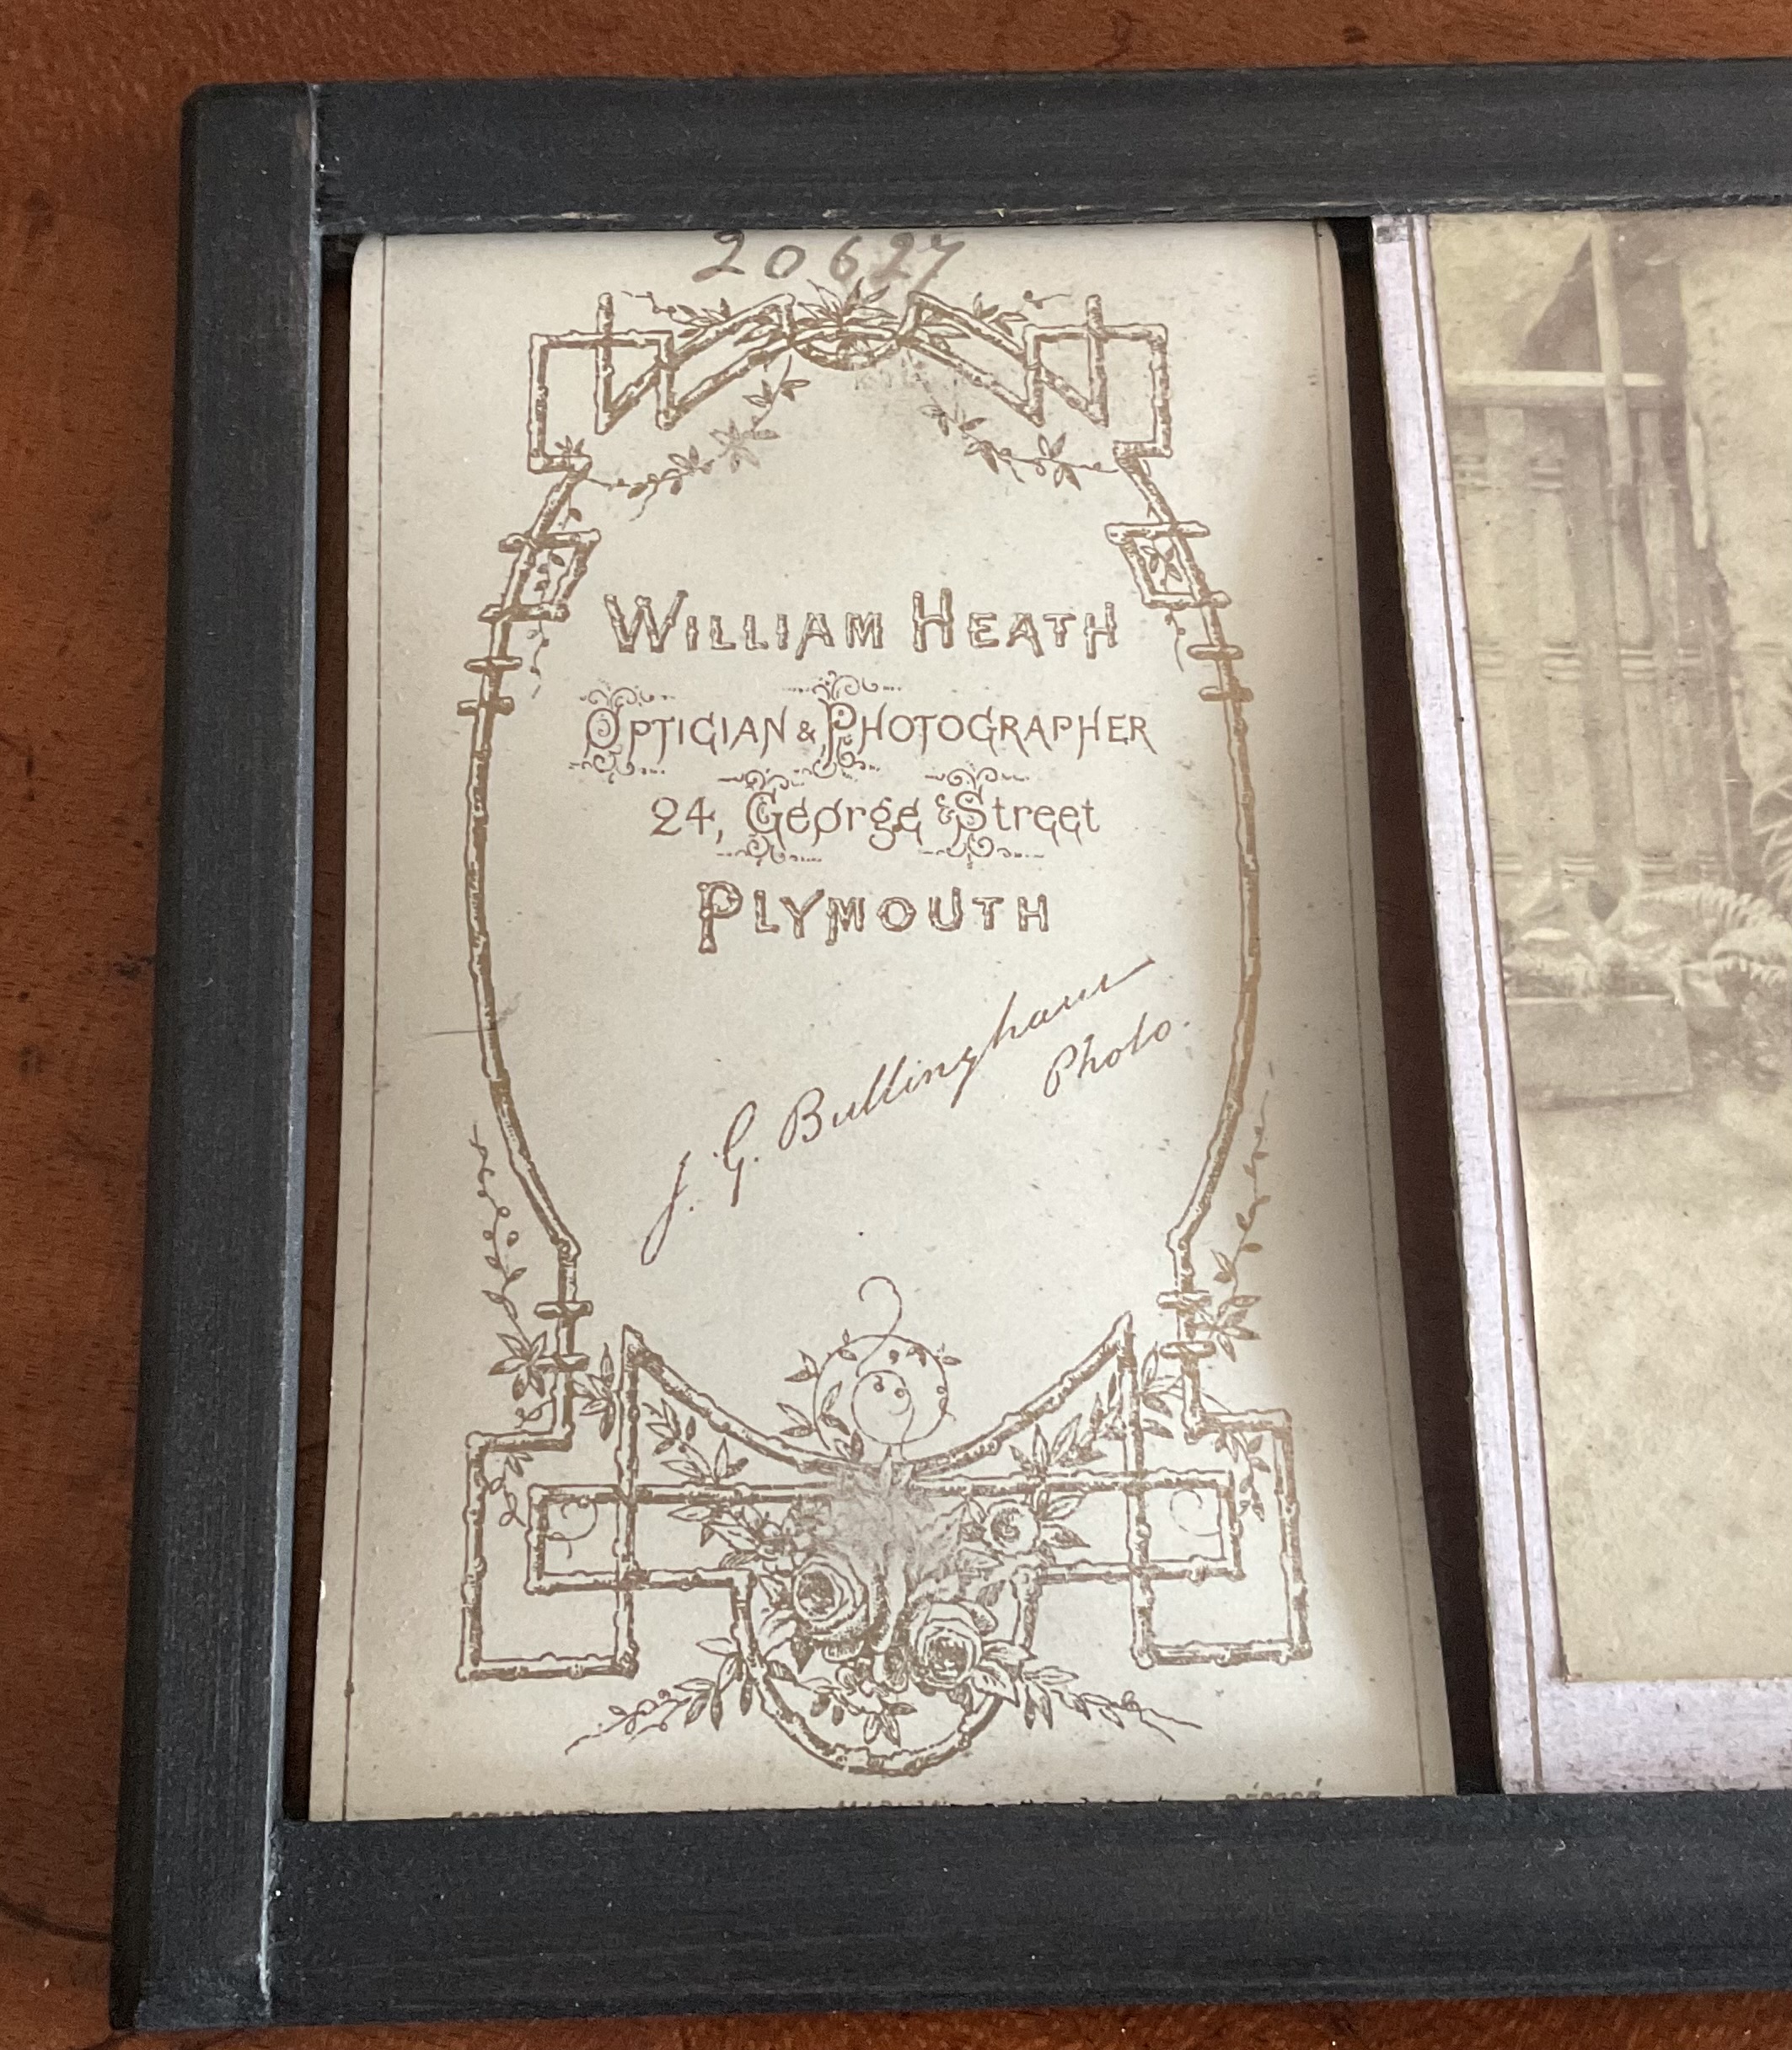 20627
WILLIAM HEATH
OPTICIAN & PHOTOGRAPHER
24, George Street
PLYMOUTH
J. G. Bullingham
Photo.